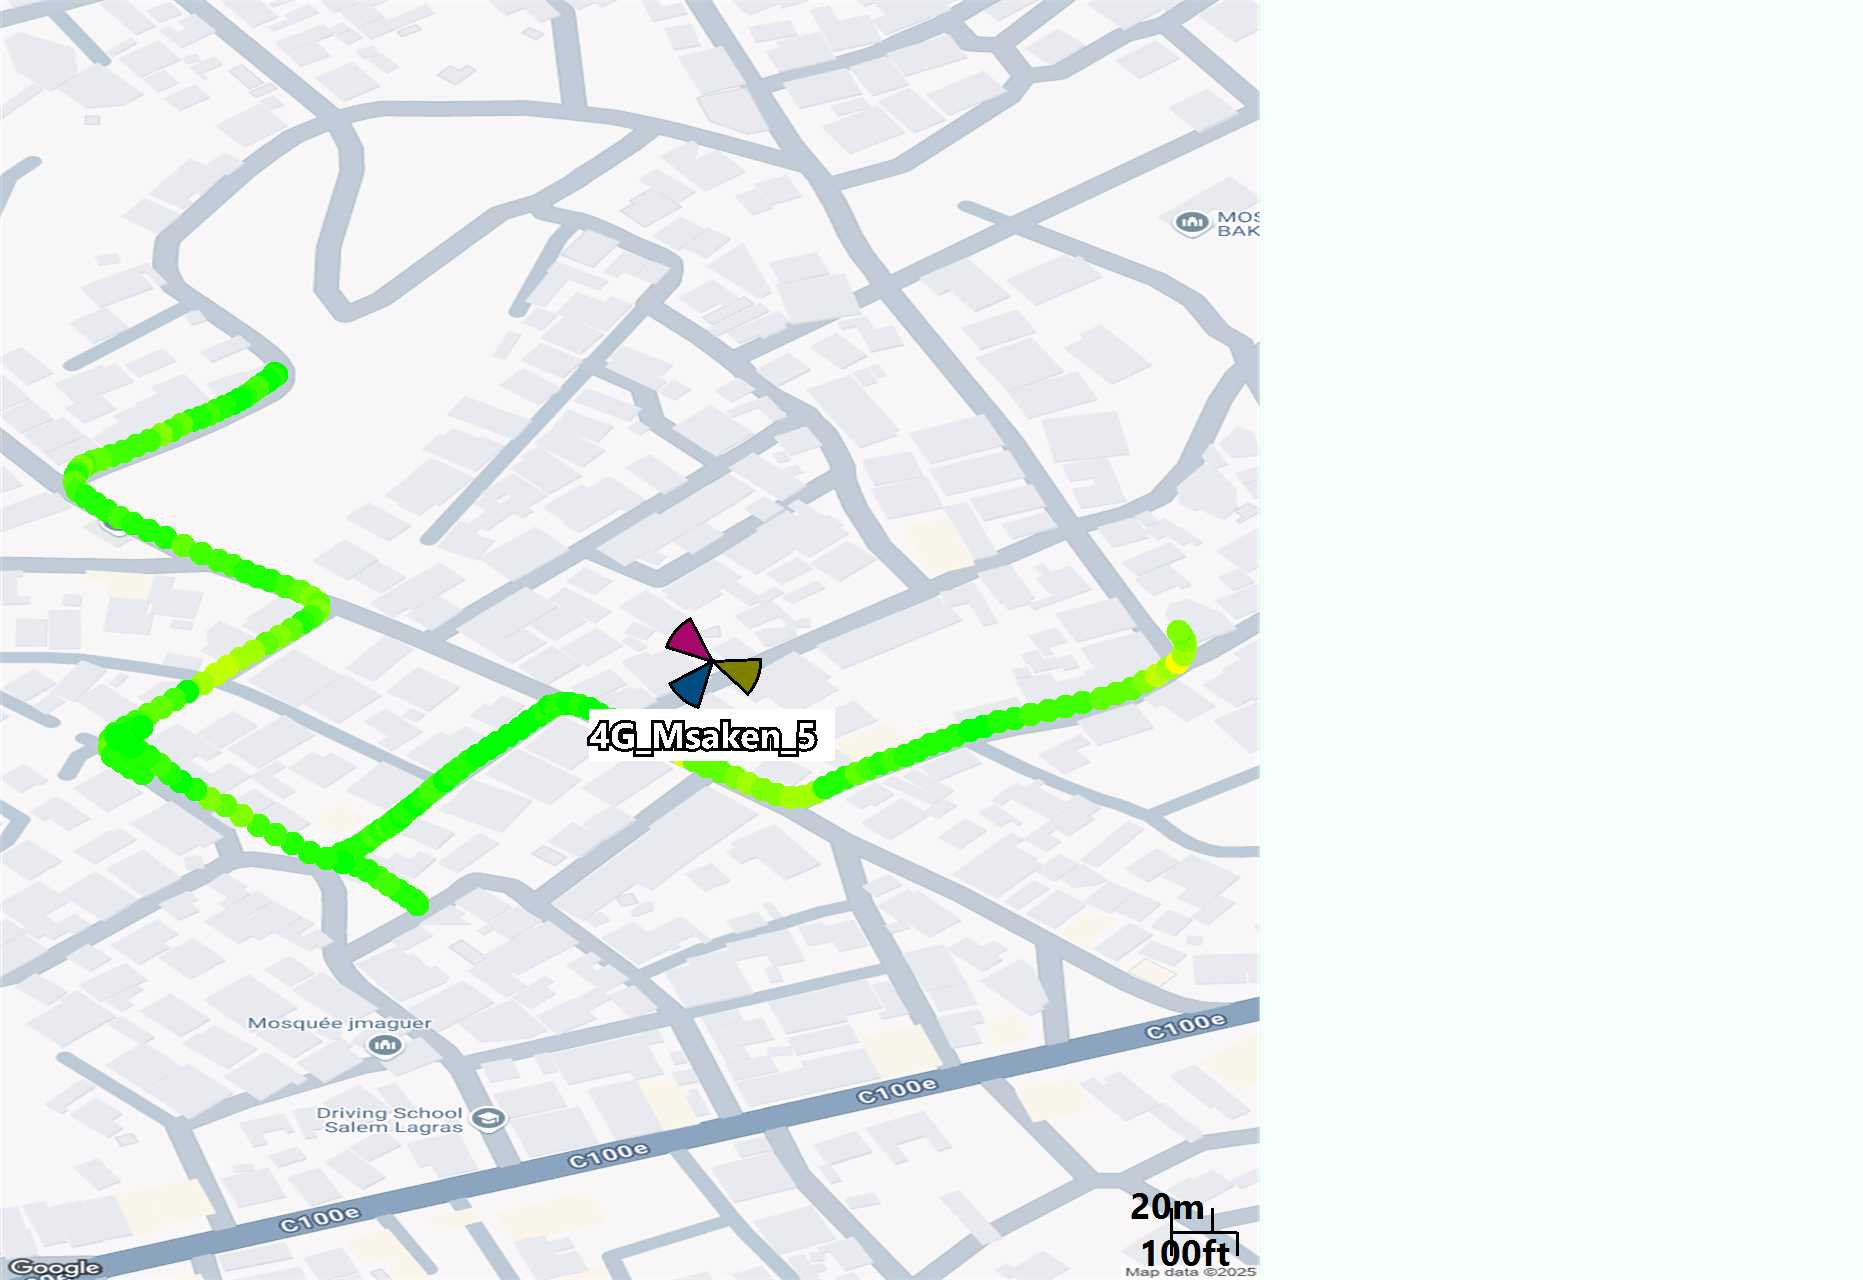 MOS
BAK
4G_Msaken_5
Mosquée jmaguer
C100e
C100e
Driving School
Salem Lagras
C100e
C100e
20m
100ft
Google
Map data ©2025